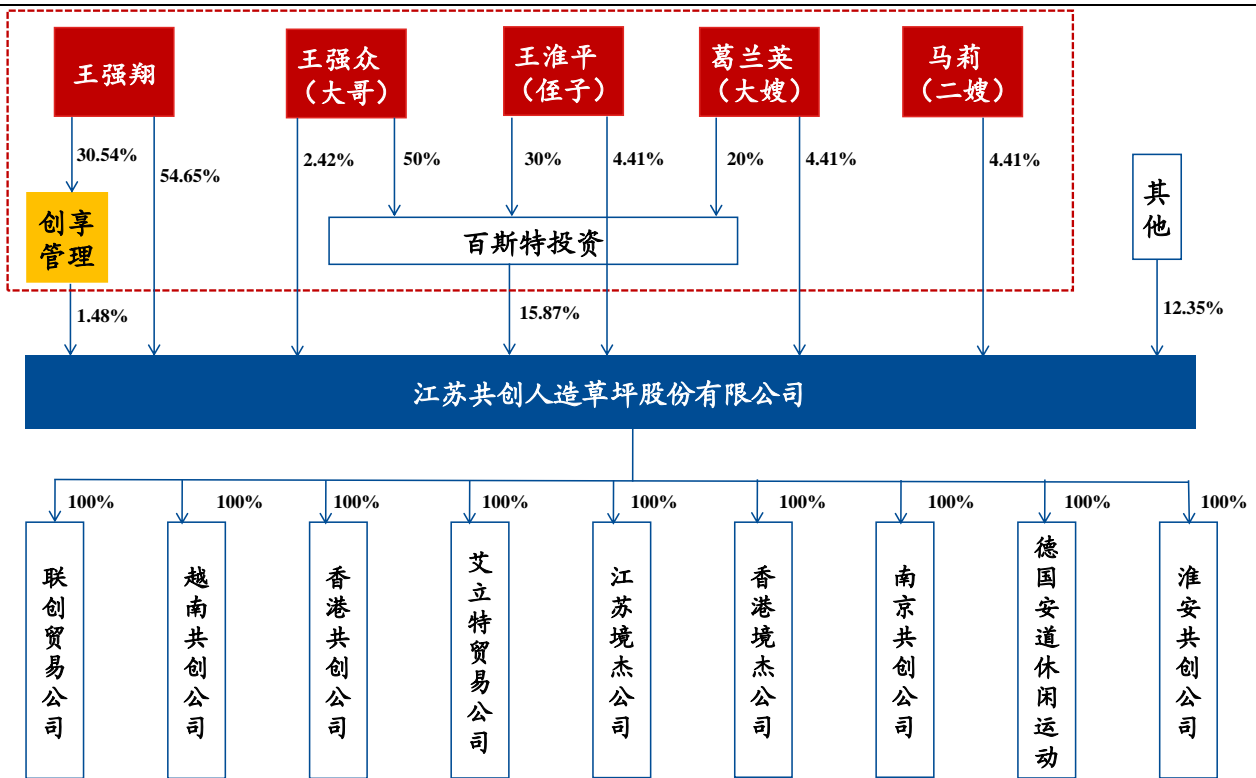 王强翔
王强众
（大哥）
王淮平
（侄子）
葛兰英
（大嫂）
马莉
（二嫂）
30.54%
54.65%
2.42%
50%
30%
4.41%
20%
4.41%
4.41%
创享
管理
百斯特投资
其他
1.48%
15.87%
12.35%
江苏共创人造草坪股份有限公司
100%
100%
100%
100%
100%
100%
100%
100%
100%
联创贸易公司
越南共创公司
香港共创公司
艾立特贸易公司
江苏境杰公司
香港境杰公司
南京共创公司
德国安道休闲运动
淮安共创公司